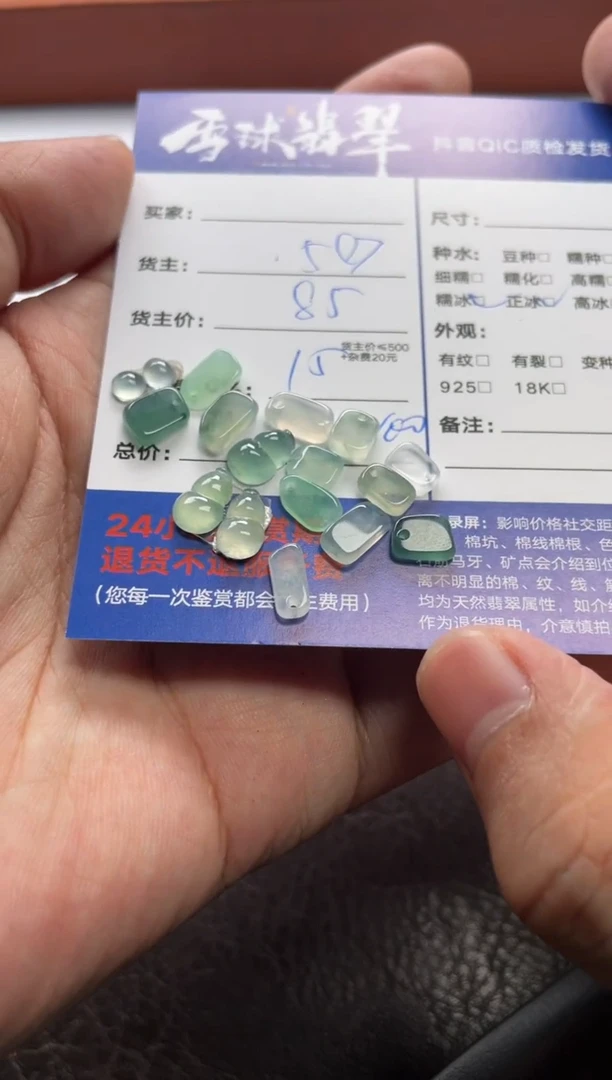 雪球翡翠
抖音QIC质检发货
买家:
货主: 507
货主价: 85
货主价≤500
+杂费20元
15
100
总价:
24小
退货不
(您每一次鉴赏都会 生费用)
尺寸:
种水: 豆种□ 糯种□
细糯□ 糯化□ 高糯
糯冰□ 正冰□ 高冰
外观:
有纹□ 有裂□ 变种
925□ 18K□
备注:
录屏: 影响价格社交距
棉坑、棉线棉根、色
马牙、矿点会介绍到位
离不明显的棉、纹、线、
均为天然翡翠属性,如介
作为退货理由,介意慎拍